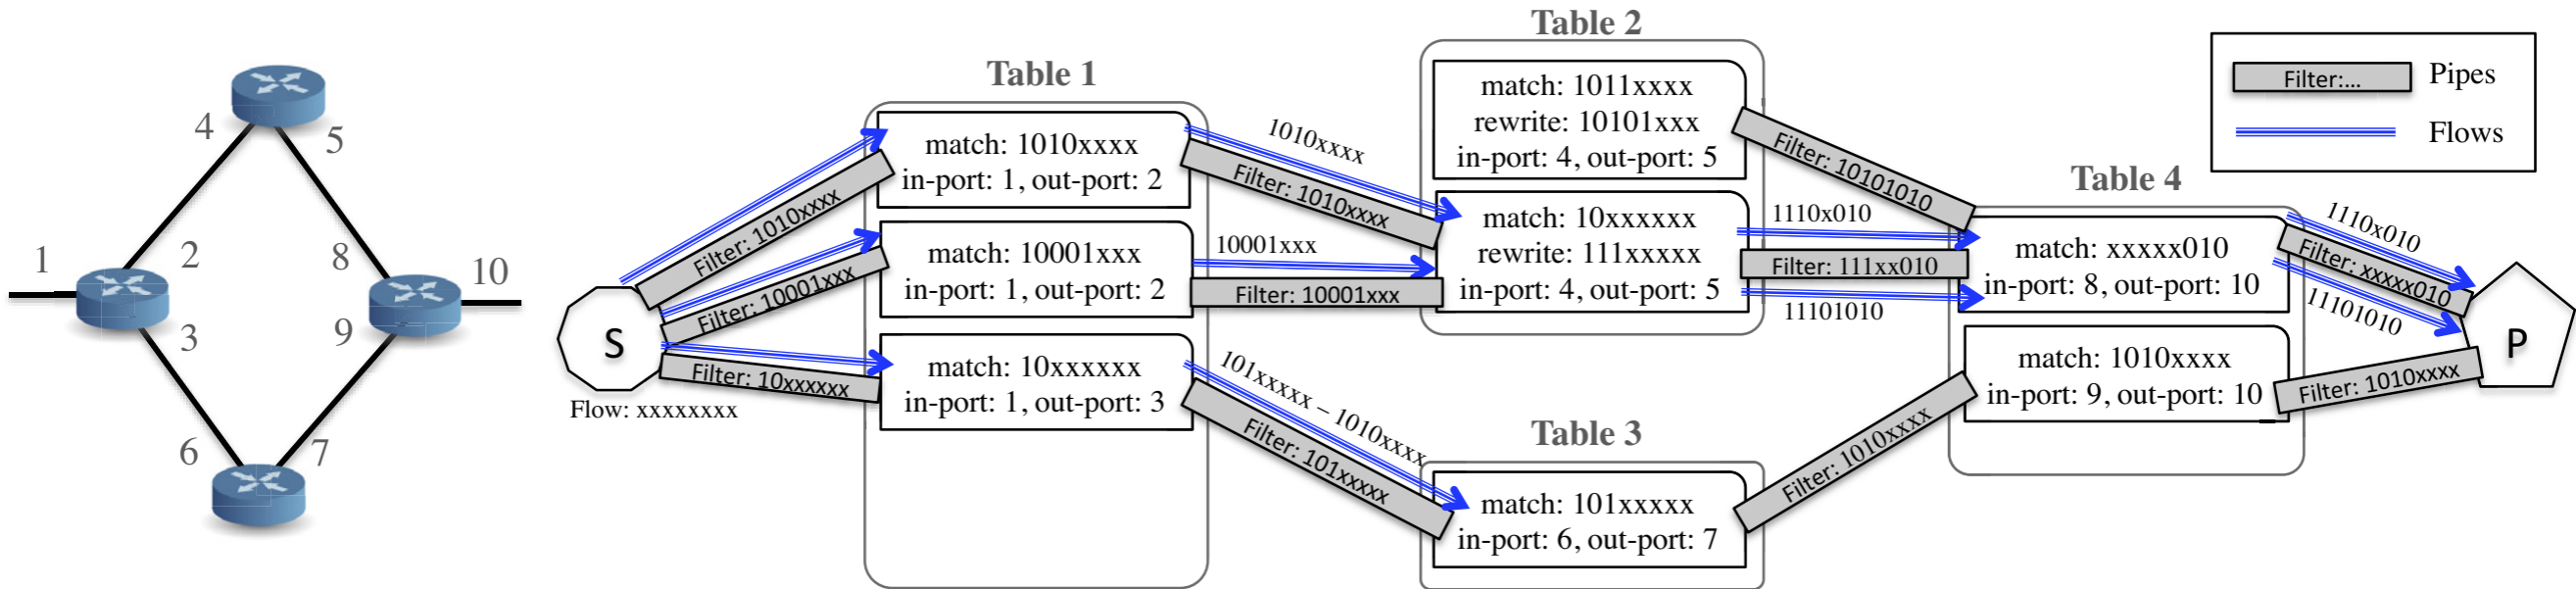 1
2
3
4
5
6
7
8
9
10
S
Flow: xxxxxxxx
Filter: 1010xxxx
Filter: 10001xxx
Filter: 10xxxxxx
Table 1
match: 1010xxxx
in-port: 1, out-port: 2
match: 10001xxx
in-port: 1, out-port: 2
match: 10xxxxxx
in-port: 1, out-port: 3
1010xxxx
Filter: 1010xxxx
10001xxx
Filter: 10001xxx
101xxxxx – 1010xxxx
Filter: 101xxxxx
Table 2
match: 1011xxxx
rewrite: 10101xxx
in-port: 4, out-port: 5
match: 10xxxxxx
rewrite: 111xxxxx
in-port: 4, out-port: 5
Table 3
match: 101xxxxx
in-port: 6, out-port: 7
Filter: 10101010
1110x010
Filter: 111xx010
11101010
Filter: 1010xxxx
Table 4
match: xxxxx010
in-port: 8, out-port: 10
match: 1010xxxx
in-port: 9, out-port: 10
1110x010
Filter: xxxxx010
11101010
Filter: 1010xxxx
P
Filter:...
Pipes
Flows